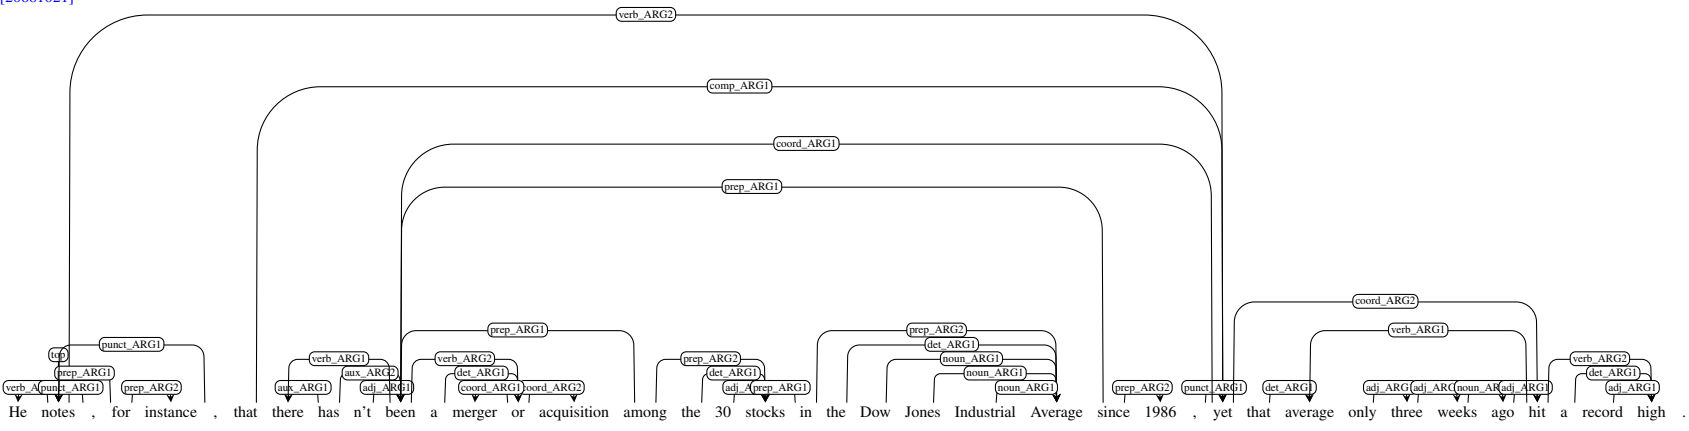 verb_ARG2
comp_ARG1
coord_ARG1
prep_ARG1
coord_ARG2
prep_ARG1 prep_ARG2 verb_ARG1
punct_ARG1 det_ARG1
top verb_ARG1 verb_ARG2 prep_ARG2 noun_ARG1 verb_ARG2
prep_ARG1 aux_ARG2 det_ARG1 det_ARG1 noun_ARG1 det_ARG1
punct_ARG1 prep_ARG2 aux_ARG1 adj_ARG1 coord_ARG1 prep_ARG1 noun_ARG1 prep_ARG2 punct_ARG1 det_ARG1 adj_ARG1 adj_ARG1
He notes , for instance , that there has n't been a merger or acquisition among the 30 stocks in the Dow Jones Industrial Average since 1986 , yet that average only three weeks ago hit a record high .